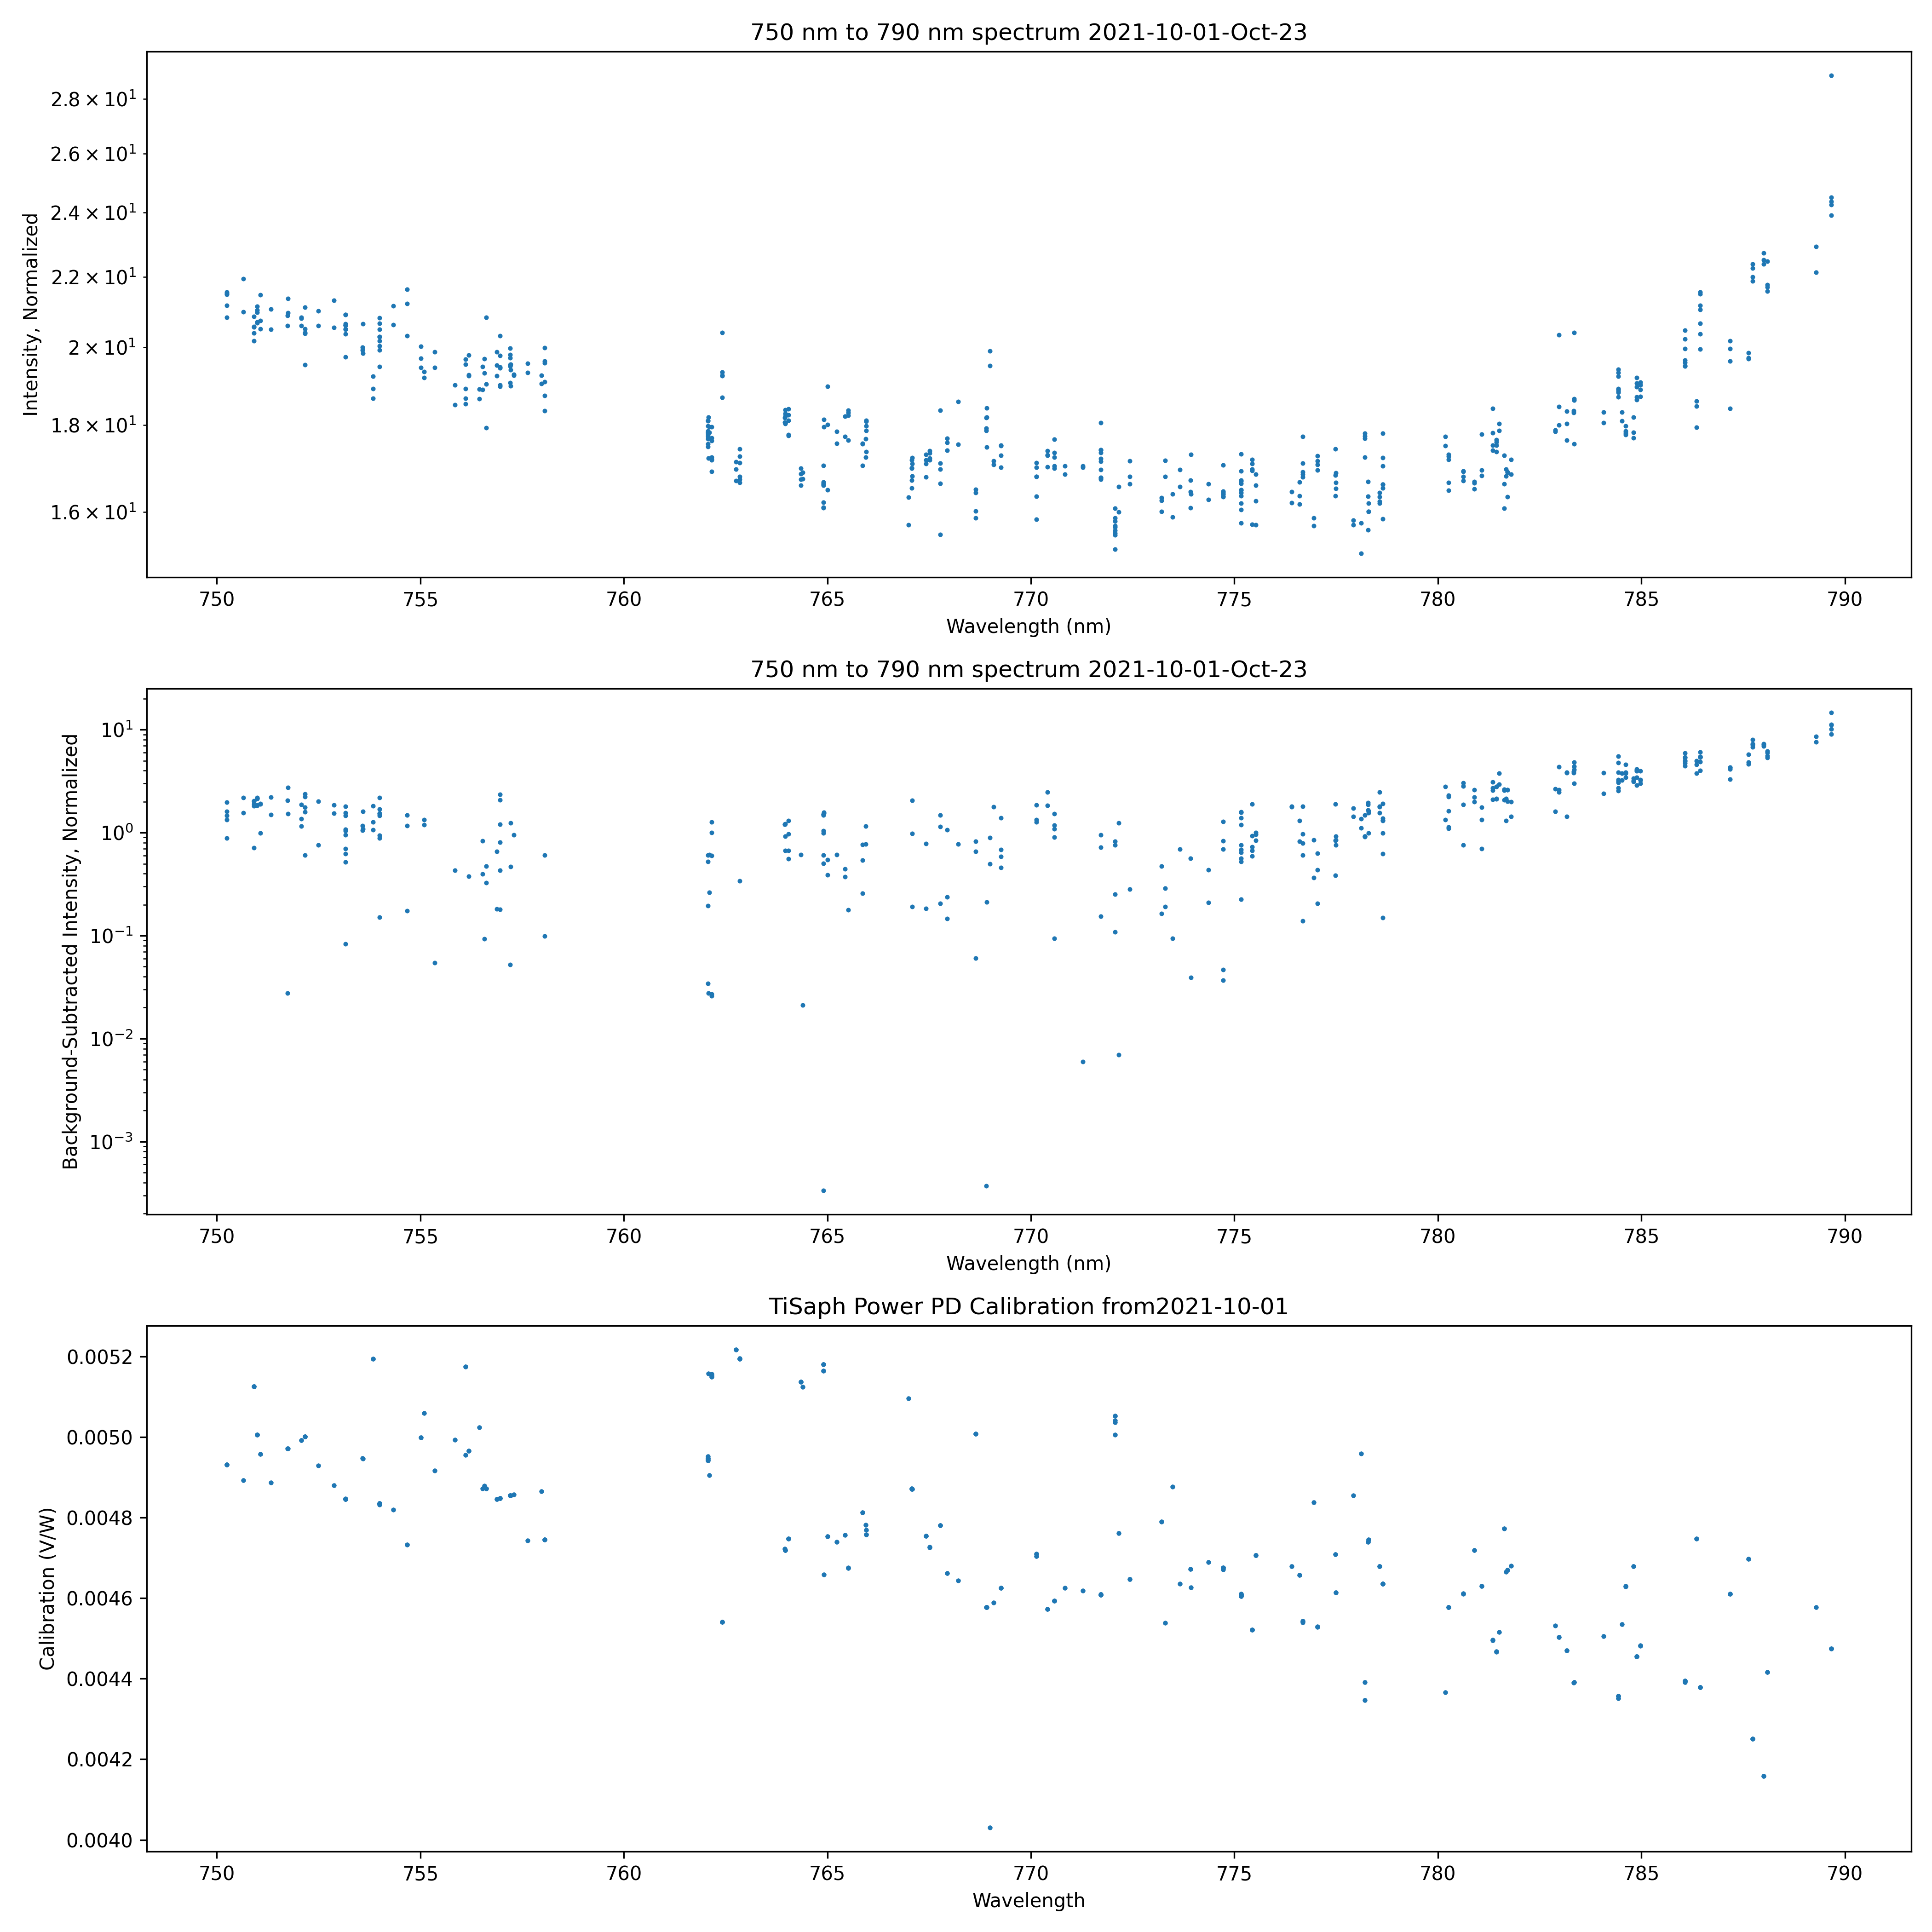 750 nm to 790 nm spectrum 2021-10-01-Oct-23
Intensity, Normalized
2.8 × 10¹
2.6 × 10¹
2.4 × 10¹
2.2 × 10¹
2 × 10¹
1.8 × 10¹
1.6 × 10¹
750 755 760 765 770 775 780 785 790
Wavelength (nm)
750 nm to 790 nm spectrum 2021-10-01-Oct-23
Background-Subtracted Intensity, Normalized
10¹
10⁰
10⁻¹
10⁻²
10⁻³
750 755 760 765 770 775 780 785 790
Wavelength (nm)
TiSaph Power PD Calibration from2021-10-01
Calibration (V/W)
0.0052
0.0050
0.0048
0.0046
0.0044
0.0042
0.0040
750 755 760 765 770 775 780 785 790
Wavelength